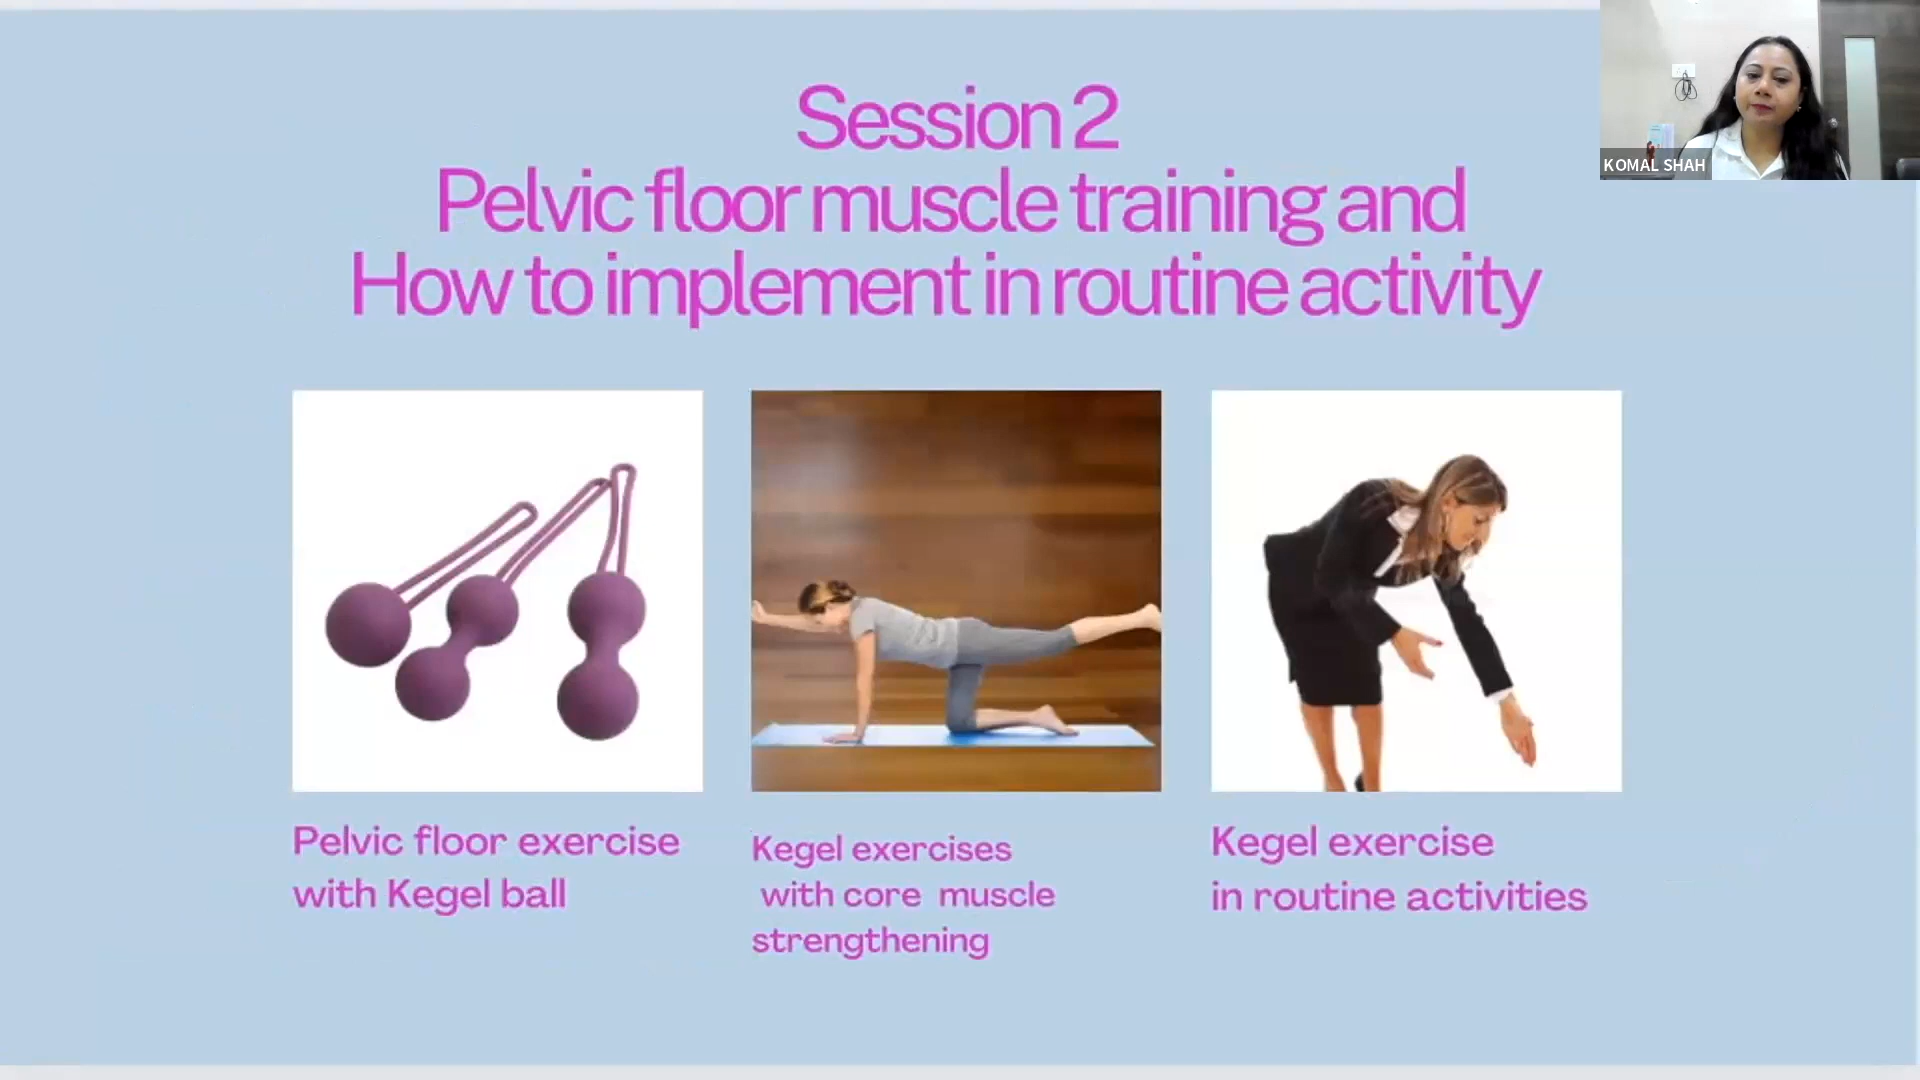 Session 2
Pelvic floor muscle training and
How to implement in routine activity
KOMAL SHAH
Pelvic floor exercise
with Kegel ball
Kegel exercises
with core muscle
strengthening
Kegel exercise
in routine activities